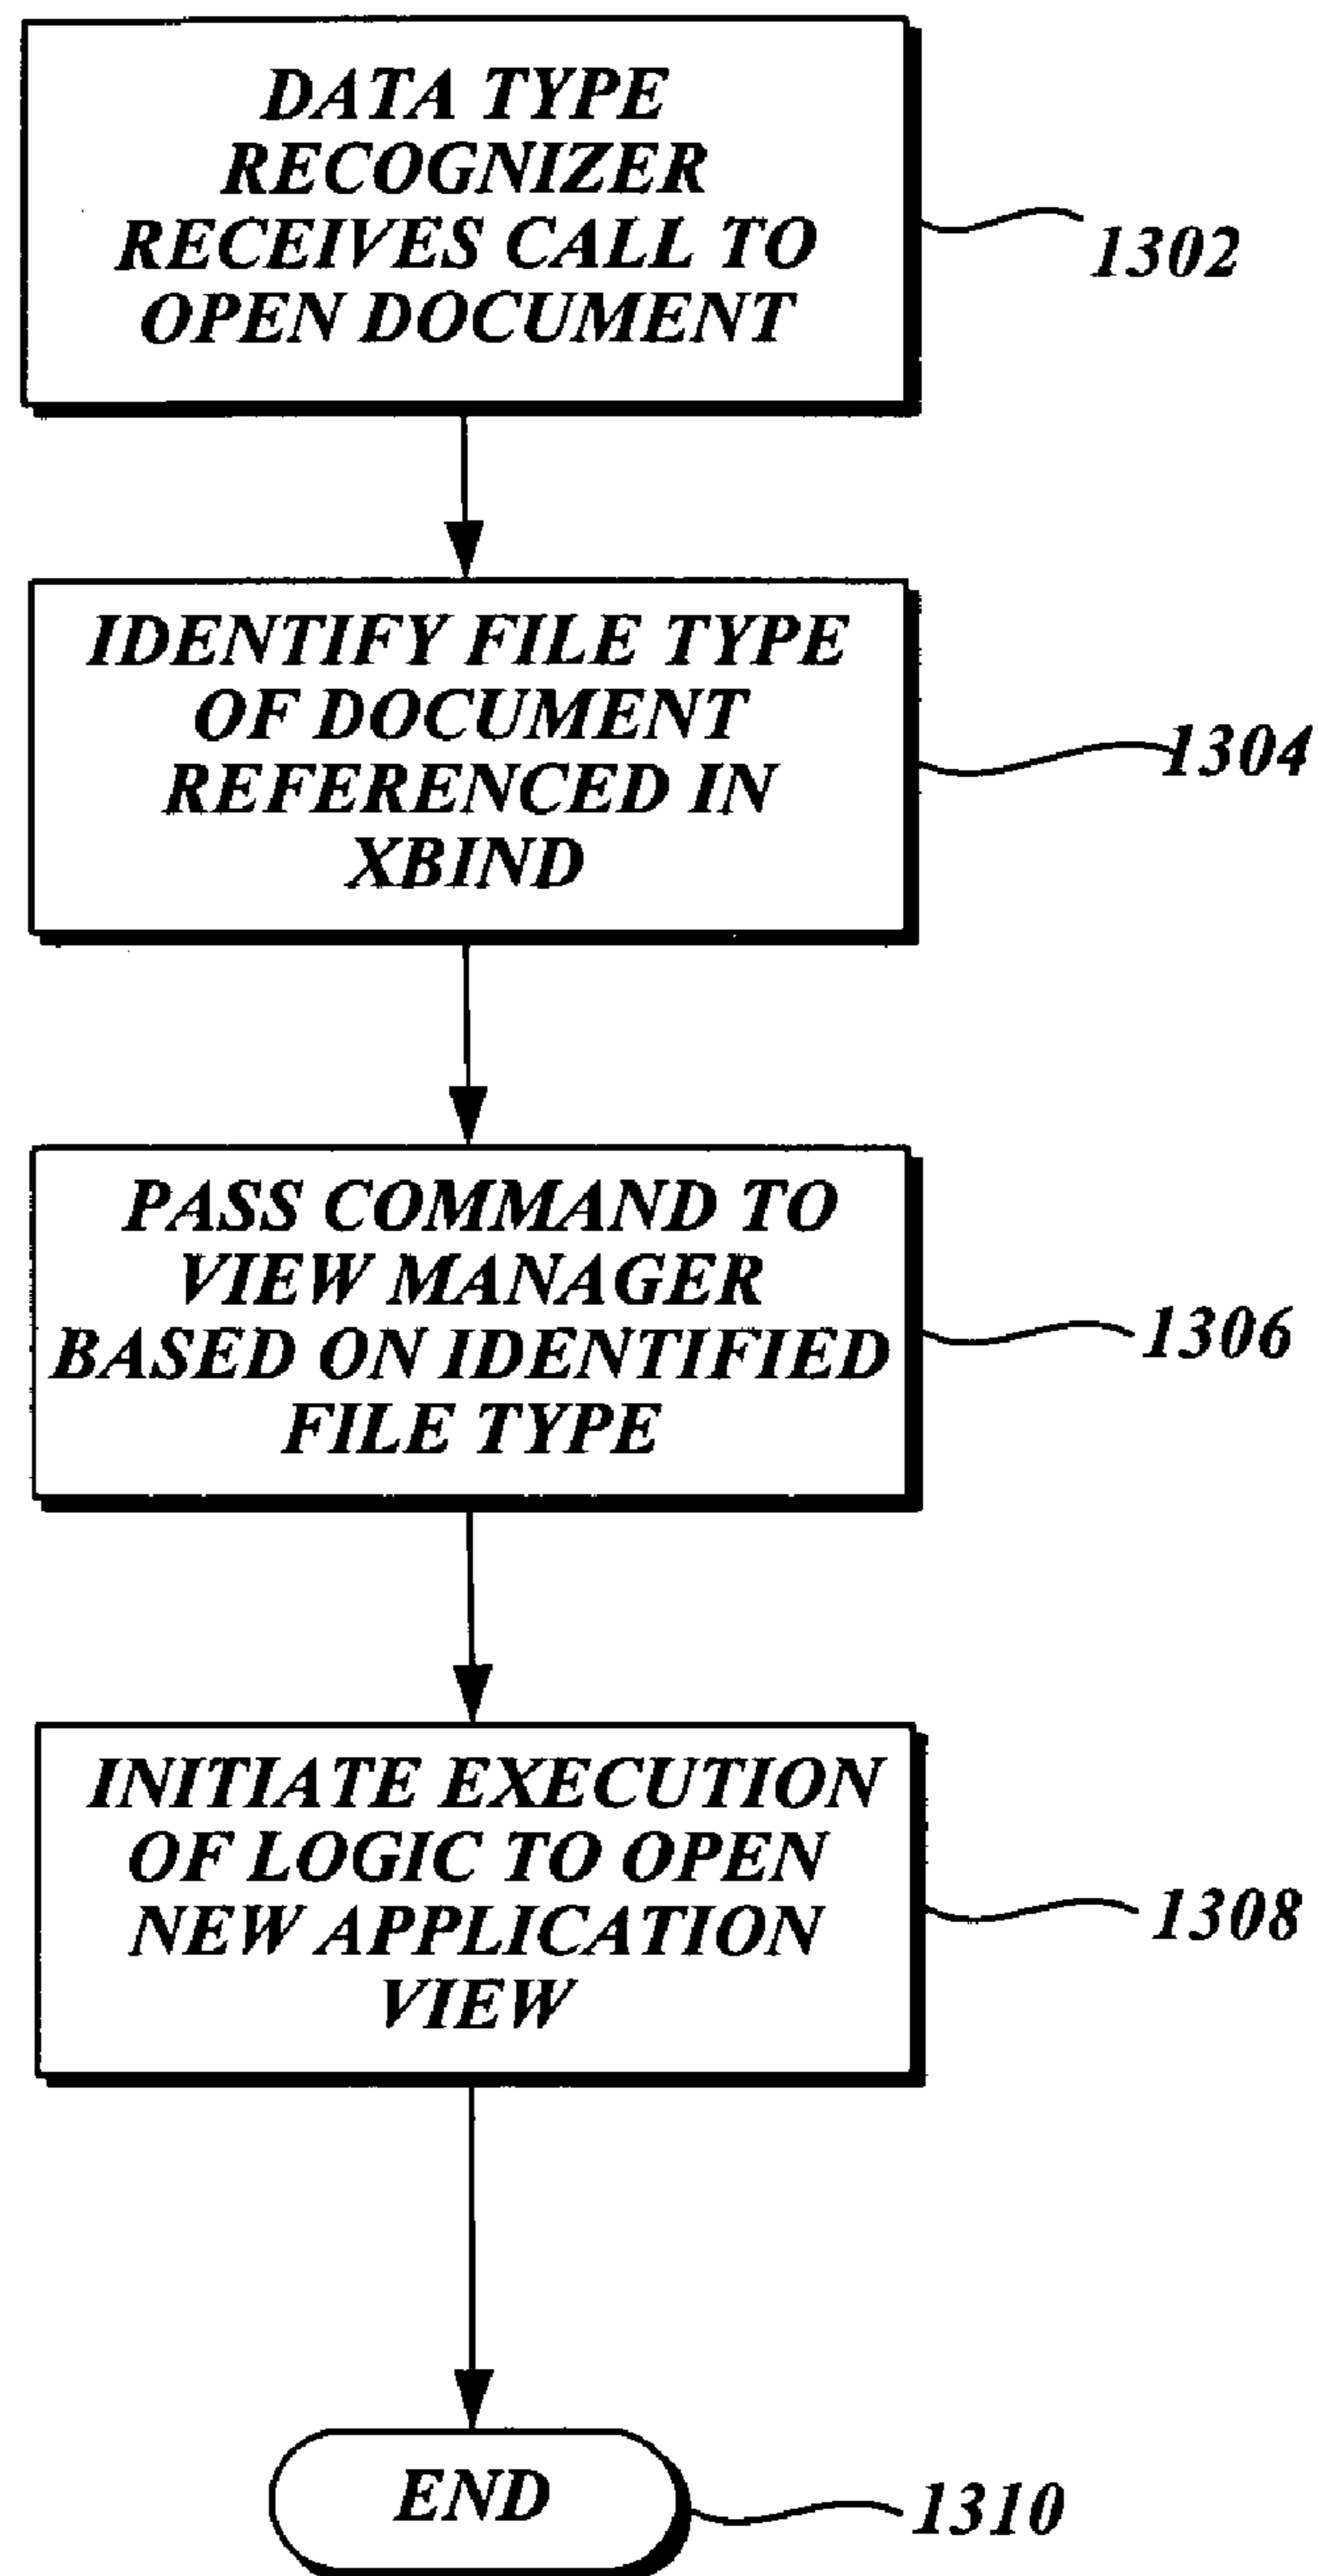 DATA TYPE
RECOGNIZER
RECEIVES CALL TO
OPEN DOCUMENT
1302
IDENTIFY FILE TYPE
OF DOCUMENT
REFERENCED IN
XBIND
1304
PASS COMMAND TO
VIEW MANAGER
BASED ON IDENTIFIED
FILE TYPE
1306
INITIATE EXECUTION
OF LOGIC TO OPEN
NEW APPLICATION
VIEW
1308
END
1310